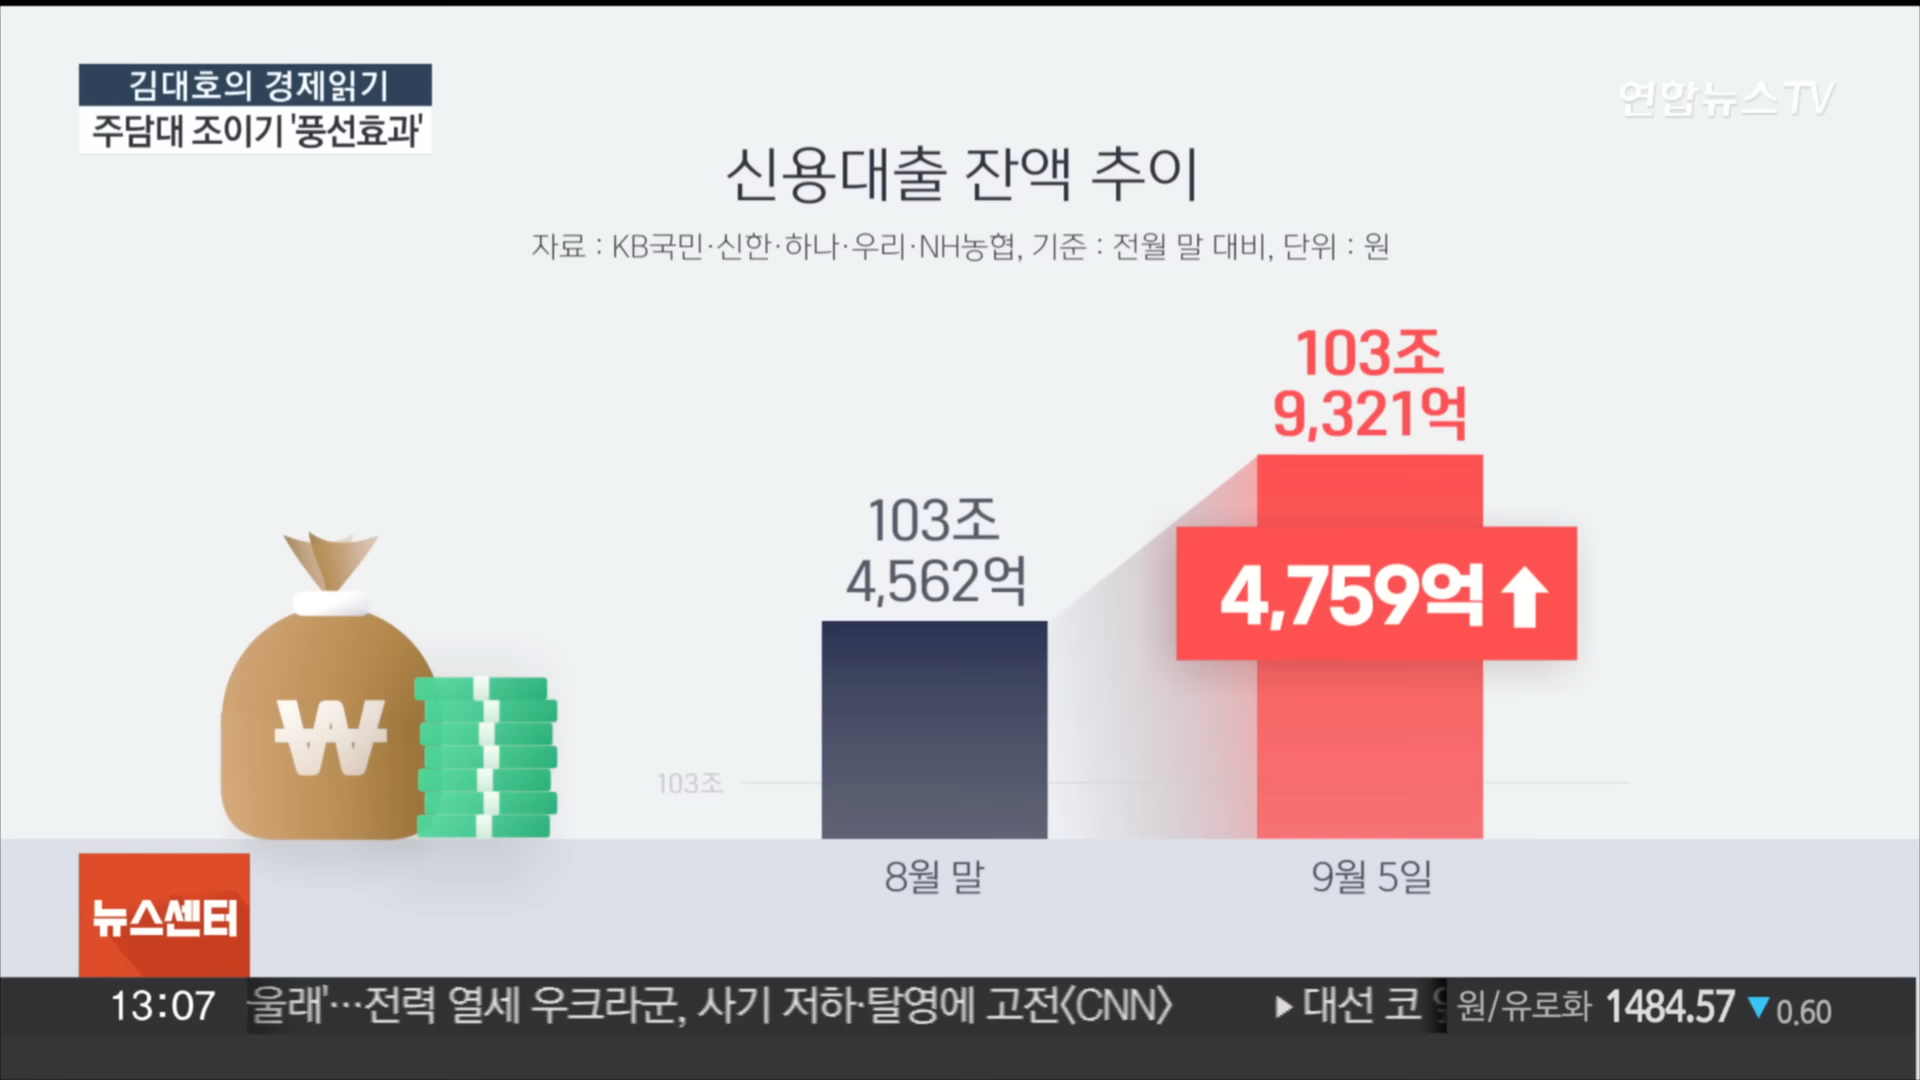 김대호의 경제읽기
주담대 조이기 '풍선효과'
연합뉴스TV
신용대출 잔액 추이
자료 : KB국민·신한·하나·우리·NH농협, 기준 : 전월 말 대비, 단위 : 원
103조
9,321억
103조
4,562억
4,759억
₩
103조
8월 말
9월 5일
뉴스센터
13:07
울래'…전력 열세 우크라군, 사기 저하·탈영에 고전〈CNN〉
▶대선 코
원/유로화 1484.57 ▼ 0.60